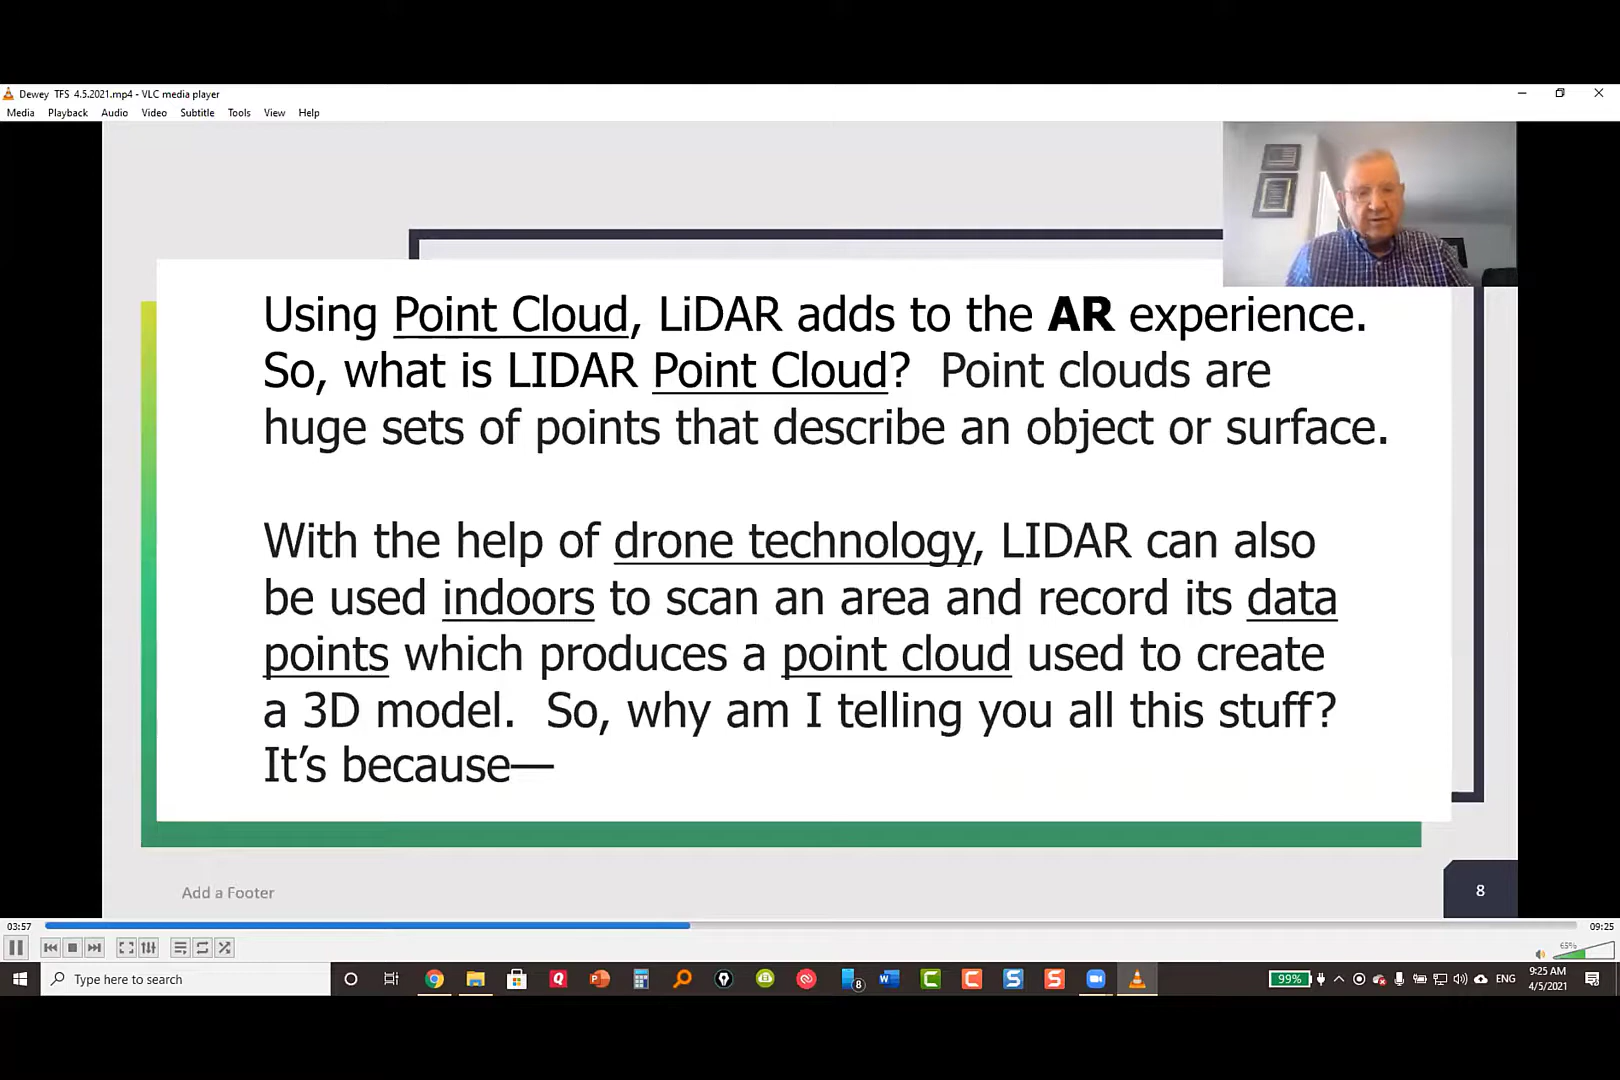 Dewey TFS 4.5.2021.mp4 - VLC media player
Media Playback Audio Video Subtitle Tools View Help
Using Point Cloud, LiDAR adds to the AR experience.
So, what is LIDAR Point Cloud? Point clouds are
huge sets of points that describe an object or surface.
With the help of drone technology, LIDAR can also
be used indoors to scan an area and record its data
points which produces a point cloud used to create
a 3D model. So, why am I telling you all this stuff?
It’s because—
Add a Footer
8
03:57
09:25
65%
Type here to search
8
99%
ENG
9:25 AM
4/5/2021